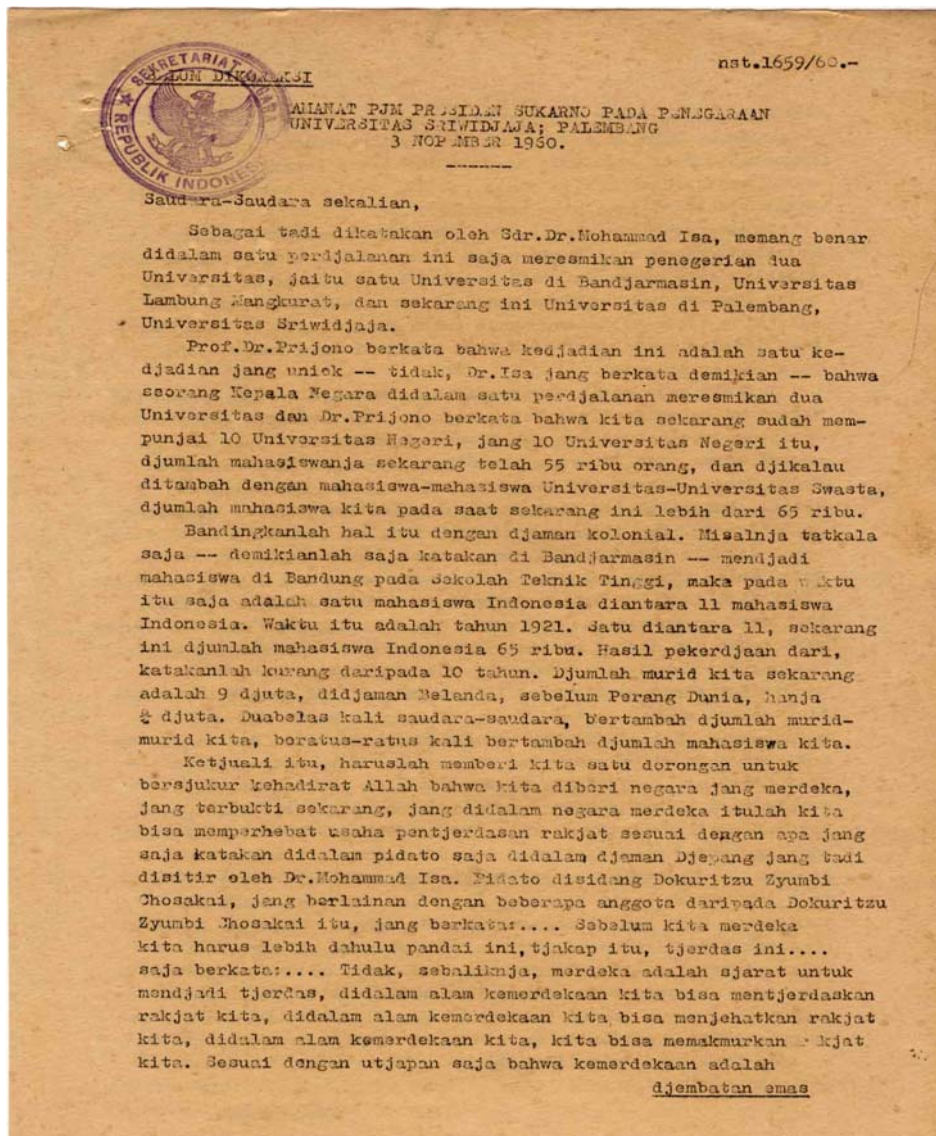 nst.1659/60.-
SEKRETARIAT NEGARA
REPUBLIK INDONESIA
BELUM DIKOREKSI
AMANAT PJM PRESIDEN SUKARNO PADA PENEGARAAN
UNIVERSITAS SRIWIDJAJA; PALEMBANG
3 NOPEMBER 1960.
-------
Saudara-Saudara sekalian,
Sebagai tadi dikatakan oleh Sdr.Dr.Mohammad Isa, memang benar
didalam satu perdjalanan ini saja meresmikan penegerian dua
Universitas, jaitu satu Universitas di Bandjarmasin, Universitas
Lambung Mangkurat, dan sekarang ini Universitas di Palembang,
Universitas Sriwidjaja.
Prof.Dr.Prijono berkata bahwa kedjadian ini adalah satu ke-
djadian jang uniek -- tidak, Dr.Isa jang berkata demikian -- bahwa
seorang Kepala Negara didalam satu perdjalanan meresmikan dua
Universitas dan Dr.Prijono berkata bahwa kita sekarang sudah mem-
punjai 10 Universitas Negeri, jang 10 Universitas Negeri itu,
djumlah mahasiswanja sekarang telah 55 ribu orang, dan djikalau
ditambah dengan mahasiswa-mahasiswa Universitas-Universitas Swasta,
djumlah mahasiswa kita pada saat sekarang ini lebih dari 65 ribu.
Bandingkanlah hal itu dengan djaman kolonial. Misalnja tatkala
saja -- demikianlah saja katakan di Bandjarmasin -- mendjadi
mahasiswa di Bandung pada Sekolah Teknik Tinggi, maka pada waktu
itu saja adalah satu mahasiswa Indonesia diantara 11 mahasiswa
Indonesia. Waktu itu adalah tahun 1921. Satu diantara 11, sekarang
ini djumlah mahasiswa Indonesia 65 ribu. Hasil pekerdjaan dari,
katakanlah kurang daripada 10 tahun. Djumlah murid kita sekarang
adalah 9 djuta, didjaman Belanda, sebelum Perang Dunia, hanja
djuta. Duabelas kali saudara-saudara, bertambah djumlah murid-
murid kita, beratus-ratus kali bertambah djumlah mahasiswa kita.
Ketjuali itu, haruslah memberi kita satu dorongan untuk
bersjukur kehadirat Allah bahwa kita diberi negara jang merdeka,
jang terbukti sekarang, jang didalam negara merdeka itulah kita
bisa memperhebat usaha pentjerdasan rakjat sesuai dengan apa jang
saja katakan didalam pidato saja didalam djaman Djepang jang tadi
disitir oleh Dr.Mohammad Isa. Pidato disidang Dokuritzu Zyumbi
Chosakai, jang berlainan dengan beberapa anggota daripada Dokuritzu
Zyumbi Chosakai itu, jang berkata:.... Sebelum kita merdeka
kita harus lebih dahulu pandai ini,tjakap itu, tjerdas ini....
saja berkata:.... Tidak, sebaliknja, merdeka adalah sjarat untuk
mendjadi tjerdas, didalam alam kemerdekaan kita bisa mentjerdaskan
rakjat kita, didalam alam kemerdekaan kita bisa menjehatkan rakjat
kita, didalam alam kemerdekaan kita, kita bisa memakmurkan rakjat
kita. Sesuai dengan utjapan saja bahwa kemerdekaan adalah
djembatan emas